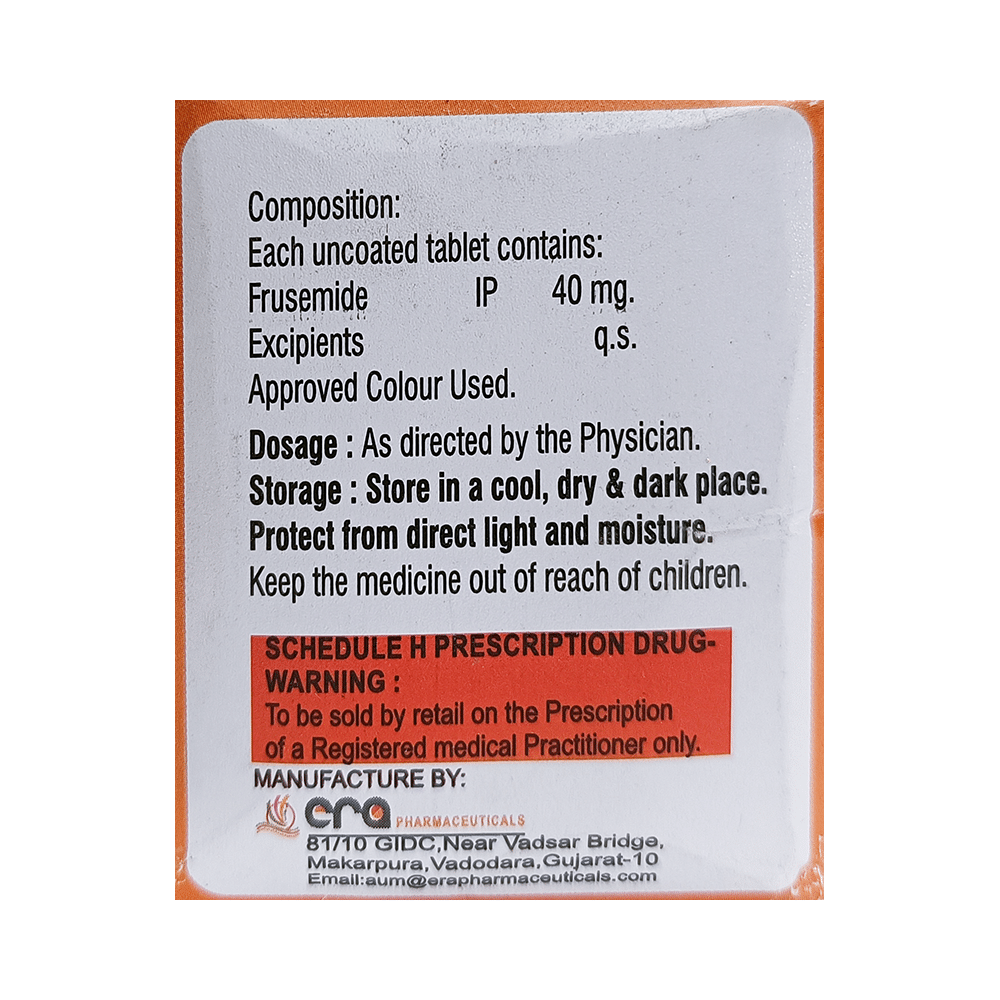 Composition:
Each uncoated tablet contains:
Frusemide IP 40 mg.
Excipients q.s.
Approved Colour Used.
Dosage : As directed by the Physician.
Storage : Store in a cool, dry & dark place.
Protect from direct light and moisture.
Keep the medicine out of reach of children.
SCHEDULE H PRESCRIPTION DRUG-
WARNING :
To be sold by retail on the Prescription
of a Registered medical Practitioner only.
MANUFACTURE BY:
era PHARMACEUTICALS
81/10 GIDC,Near Vadsar Bridge,
Makarpura,Vadodara,Gujarat-10
Email:aum@erapharmaceuticals.com